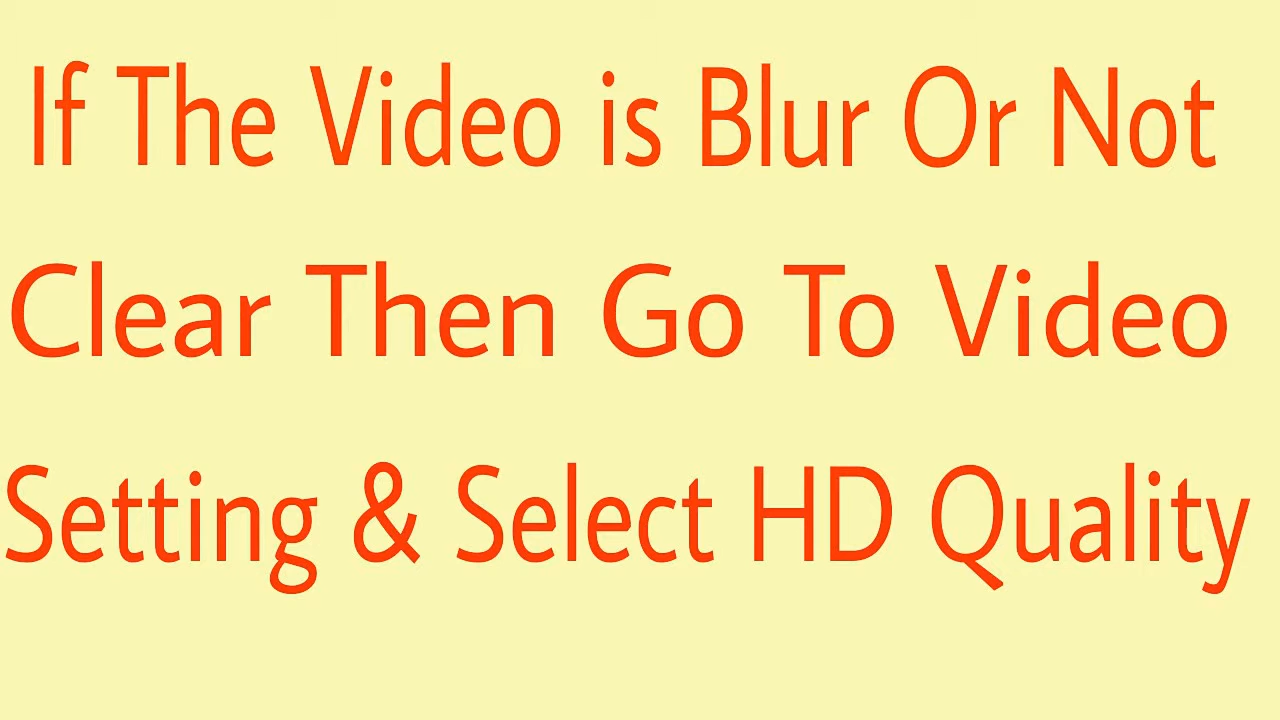 If The Video is Blur Or Not
Clear Then Go To Video
Setting & Select HD Quality